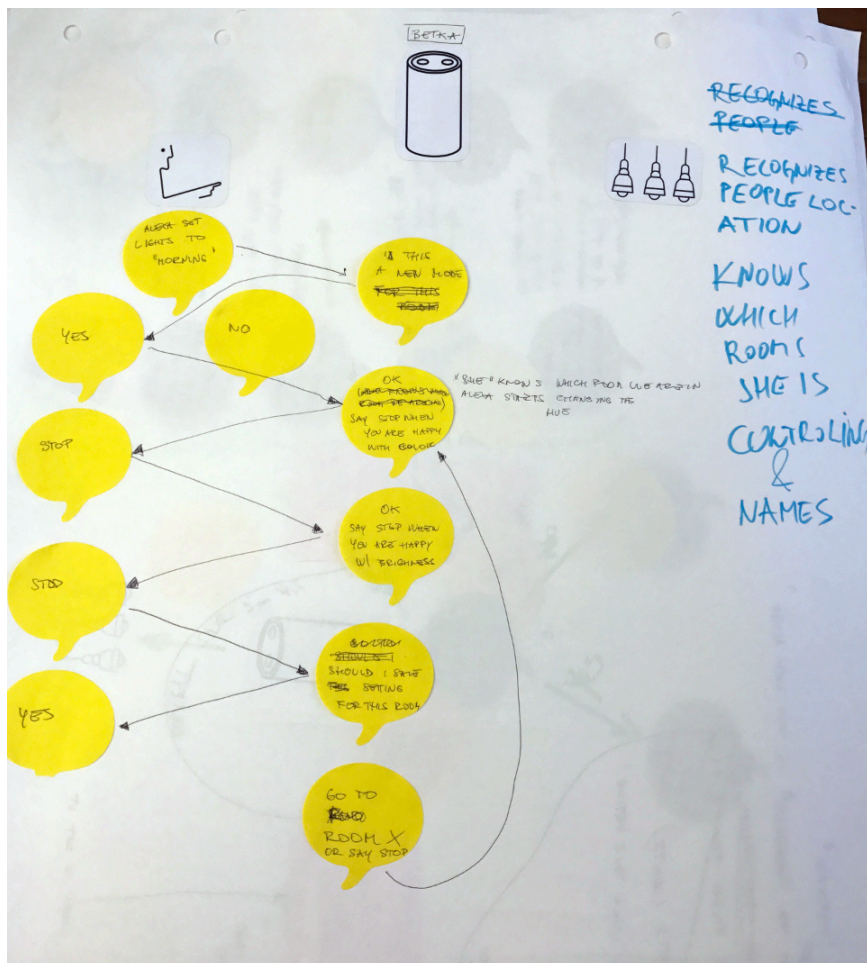 BETKA
RECOGNIZES
PEOPLE
RECOGNIZES
PEOPLE LOC-
ATION
KNOWS
WHICH
ROOMS
SHE IS
CONTROLING
&
NAMES
ALEXA SET
LIGHTS TO
"MORNING"
THIS
A NEW MODE
FOR THIS
ROOM
YES
NO
OK
SAY STOP WHEN
YOU ARE HAPPY
WITH COLOR
"SHE" KNOWS WHICH ROOM WE ARE IN
ALEXA STARTS CHANGING THE
HUE
STOP
OK
SAY STOP WHEN
YOU ARE HAPPY
W/ BRIGHNESS
STOP
SHOULD I
SHOULD I SAVE
SETTING
FOR THIS ROOM
YES
GO TO
ROOM X
OR SAY STOP